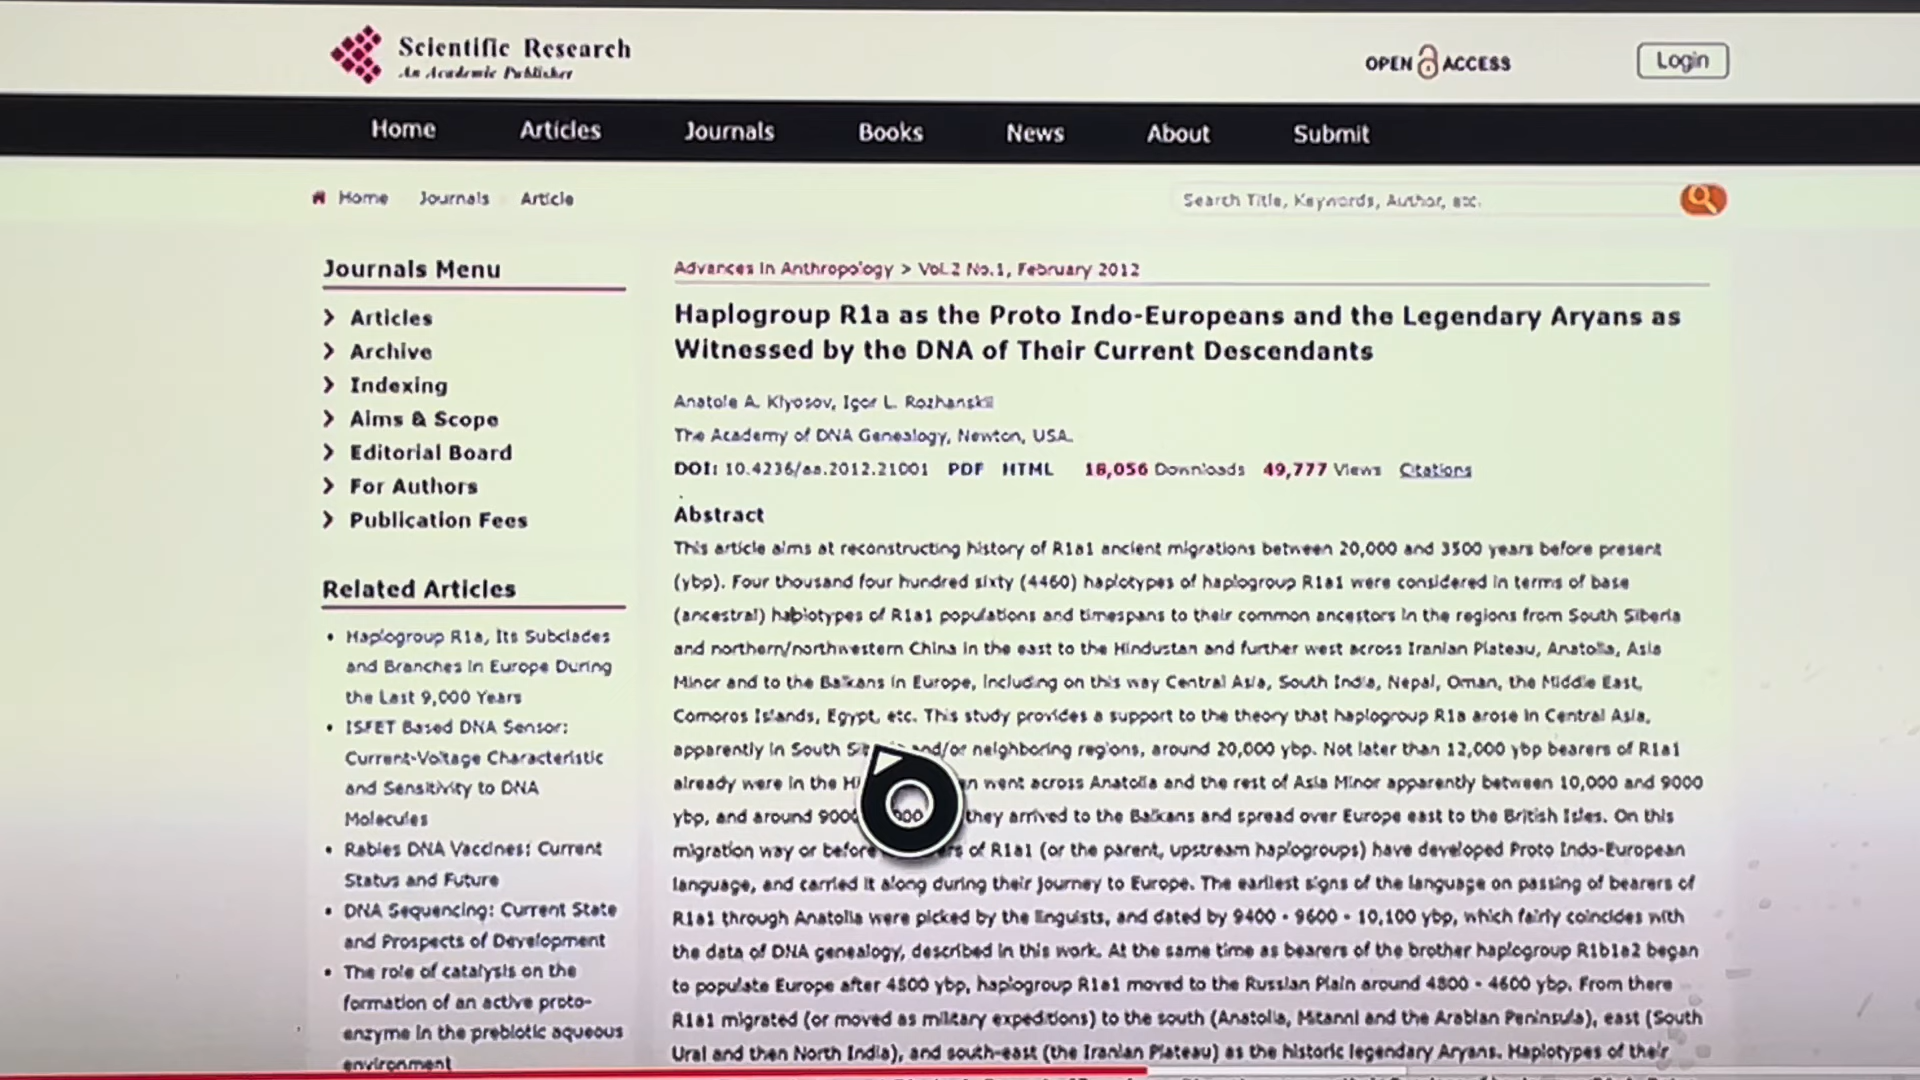 Scientific Research
An Academic Publisher
OPEN ACCESS
Login
Home Articles Journals Books News About Submit
Home Journals Article
Search Title, Keywords, Author, etc.
Journals Menu
Articles
Archive
Indexing
Aims & Scope
Editorial Board
For Authors
Publication Fees
Related Articles
Haplogroup R1a, Its Subclades
and Branches in Europe During
the Last 9,000 Years
ISFET Based DNA Sensor:
Current-Voltage Characteristic
and Sensitivity to DNA
Molecules
Rabies DNA Vaccines: Current
Status and Future
DNA Sequencing: Current State
and Prospects of Development
The role of catalysis on the
formation of an active proto-
enzyme in the prebiotic aqueous
environment
Advances in Anthropology > Vol.2 No.1, February 2012
Haplogroup R1a as the Proto Indo-Europeans and the Legendary Aryans as
Witnessed by the DNA of Their Current Descendants
Anatole A. Klyosov, Igor L. Rozhanskii
The Academy of DNA Genealogy, Newton, USA.
DOI: 10.4236/aa.2012.21001 PDF HTML 18,056 Downloads 49,777 Views Citations
Abstract
This article aims at reconstructing history of R1a1 ancient migrations between 20,000 and 3500 years before present
(ybp). Four thousand four hundred sixty (4460) haplotypes of haplogroup R1a1 were considered in terms of base
(ancestral) haplotypes of R1a1 populations and timespans to their common ancestors in the regions from South Siberia
and northern/northwestern China in the east to the Hindustan and further west across Iranian Plateau, Anatolia, Asia
Minor and to the Balkans in Europe, including on this way Central Asia, South India, Nepal, Oman, the Middle East,
Comoros Islands, Egypt, etc. This study provides a support to the theory that haplogroup R1a arose in Central Asia,
apparently in South and/or neighboring regions, around 20,000 ybp. Not later than 12,000 ybp bearers of R1a1
already were in the went across Anatolia and the rest of Asia Minor apparently between 10,000 and 9000
ybp, and around they arrived to the Balkans and spread over Europe east to the British Isles. On this
migration way or before of R1a1 (or the parent, upstream haplogroups) have developed Proto Indo-European
language, and carried it along during their journey to Europe. The earliest signs of the language on passing of bearers of
R1a1 through Anatolia were picked by the linguists, and dated by 9400 - 9600 - 10,100 ybp, which fairly coincides with
the data of DNA genealogy, described in this work. At the same time as bearers of the brother haplogroup R1b1a2 began
to populate Europe after 4800 ybp, haplogroup R1a1 moved to the Russian Plain around 4800 - 4600 ybp. From there
R1a1 migrated (or moved as military expeditions) to the south (Anatolia, Mitanni and the Arabian Peninsula), east (South
Ural and then North India), and south-east (the Iranian Plateau) as the historic legendary Aryans. Haplotypes of their